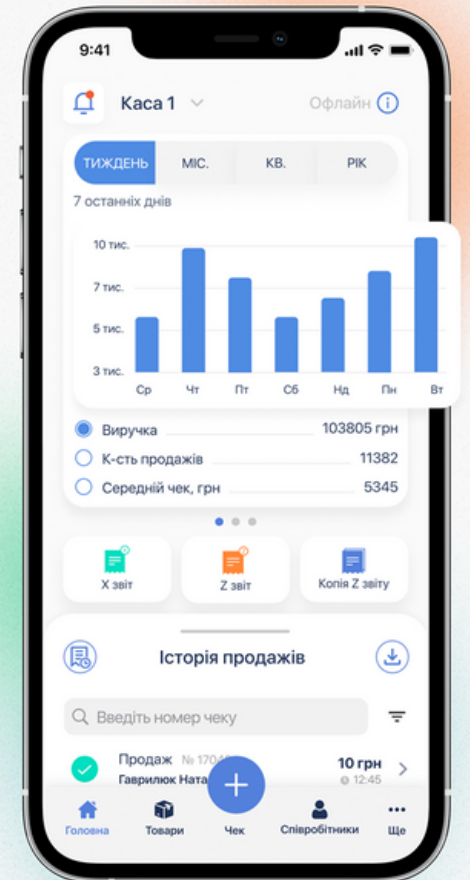 9:41
Каса 1
Офлайн
ТИЖДЕНЬ МІС. КВ. РІК
7 останніх днів
10 тис.
7 тис.
5 тис.
3 тис.
Ср Чт Пт Сб Нд Пн Вт
Виручка 103805 грн
К-сть продажів 11382
Середній чек, грн 5345
Х звіт
Z звіт
Копія Z звіту
Історія продажів
Введіть номер чеку
Продаж 10 грн
Гаврилюк 12:45
Головна Товари Чек Співробітники Ще